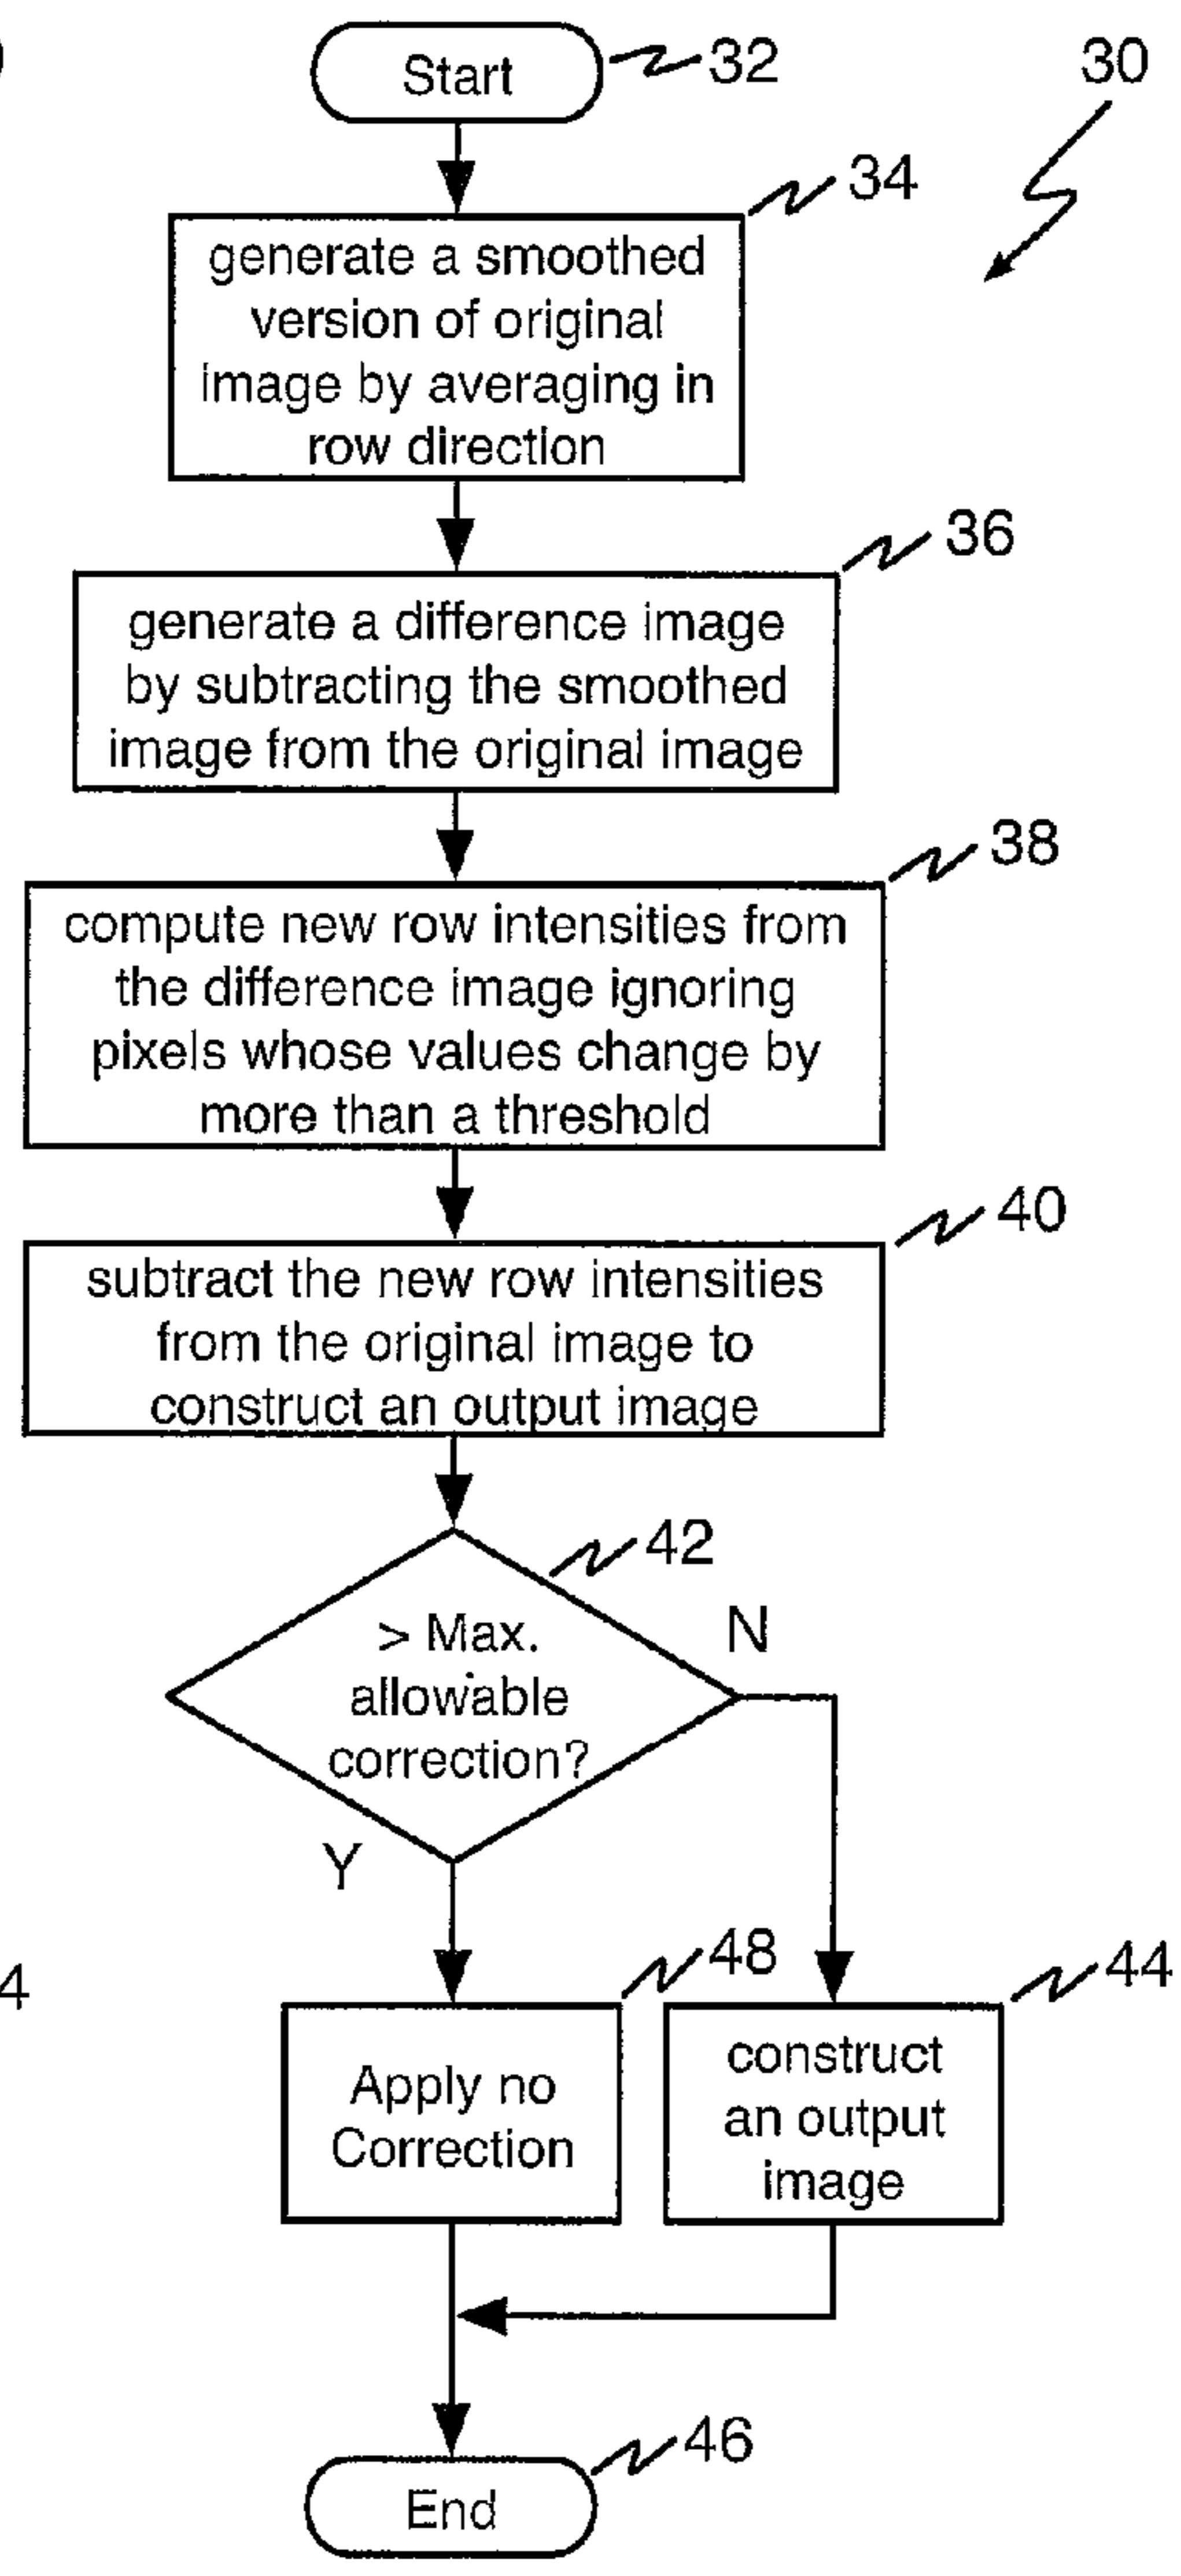 Start
32
30
34
generate a smoothed
version of original
image by averaging in
row direction
36
generate a difference image
by subtracting the smoothed
image from the original image
38
compute new row intensities from
the difference image ignoring
pixels whose values change by
more than a threshold
40
subtract the new row intensities
from the original image to
construct an output image
42
> Max.
allowable
correction?
N
Y
48
44
4
Apply no
Correction
construct
an output
image
46
End